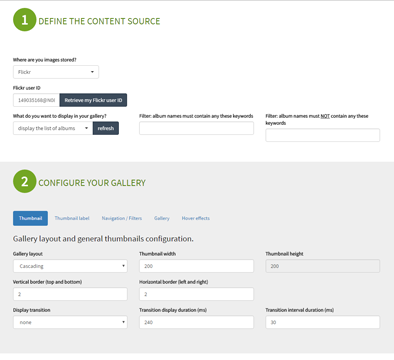 1 DEFINE THE CONTENT SOURCE
Where are you images stored?
Flickr
Flickr user ID
Retrieve my Flickr user ID
What do you want to display in your gallery?
display the list of albums
refresh
Filter: album names must contain any these keywords
Filter: album names must NOT contain any these
keywords
2 CONFIGURE YOUR GALLERY
Thumbnail Thumbnail label Navigation / Filters Gallery Hover effects
Gallery layout and general thumbnails configuration.
Gallery layout Thumbnail width Thumbnail height
Cascading 200 200
Vertical border (top and bottom) Horizontal border (left and right)
2 2
Display transition Transition display duration (ms) Transition interval duration (ms)
none 240 30